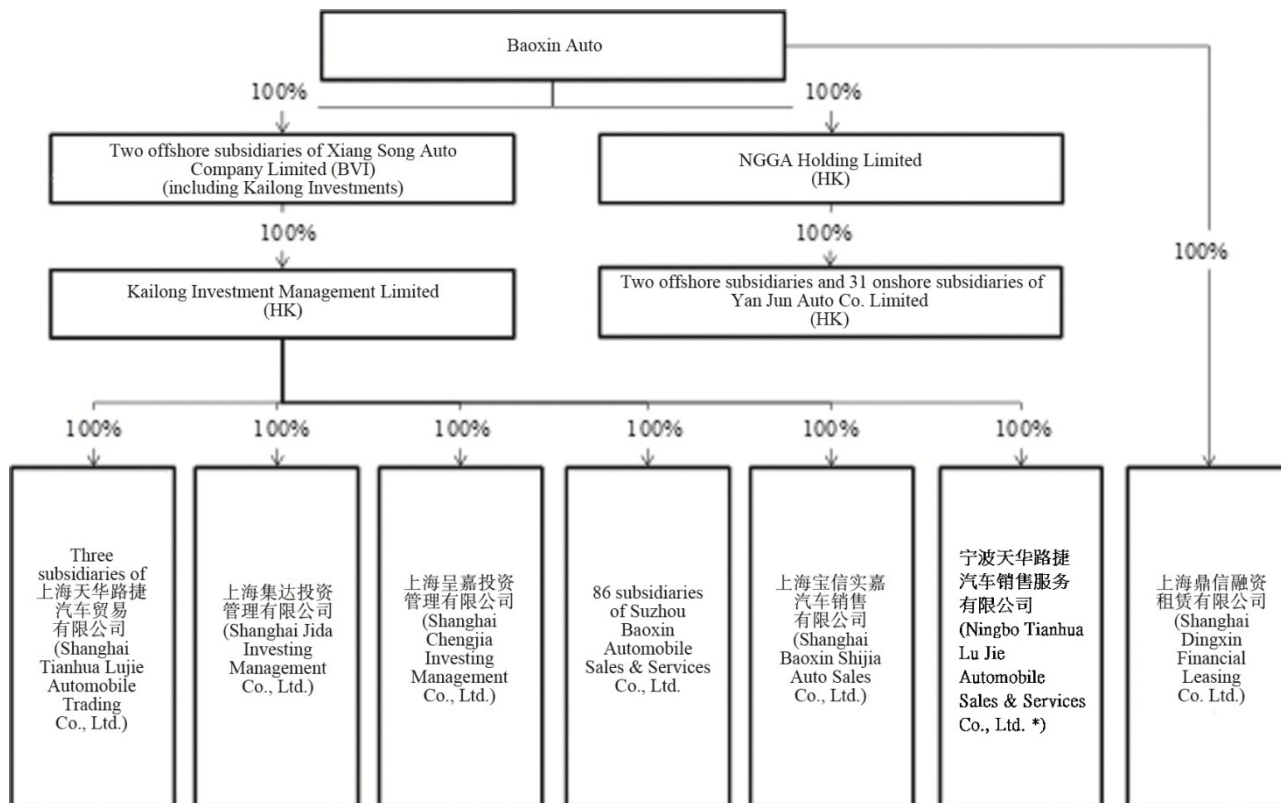 Baoxin Auto
100%
100%
Two offshore subsidiaries of Xiang Song Auto
Company Limited (BVI)
(including Kailong Investments)
NGGA Holding Limited
(HK)
100%
100%
100%
Kailong Investment Management Limited
(HK)
Two offshore subsidiaries and 31 onshore subsidiaries of
Yan Jun Auto Co. Limited
(HK)
100%
100%
100%
100%
100%
100%
Three
subsidiaries of
上海天华路捷
汽车贸易
有限公司
(Shanghai
Tianhua Lujie
Automobile
Trading
Co., Ltd.)
上海集达投资
管理有限公司
(Shanghai Jida
Investing
Management
Co., Ltd.)
上海呈嘉投资
管理有限公司
(Shanghai
Chengjia
Investing
Management
Co., Ltd.)
86 subsidiaries
of Suzhou
Baoxin
Automobile
Sales & Services
Co., Ltd.
上海宝信实嘉
汽车销售
有限公司
(Shanghai
Baoxin Shijia
Auto Sales
Co., Ltd.)
宁波天华路捷
汽车销售服务
有限公司
(Ningbo Tianhua
Lu Jie
Automobile
Sales & Services
Co., Ltd. *)
上海鼎信融资
租赁有限公司
(Shanghai
Dingxin
Financial
Leasing
Co. Ltd.)